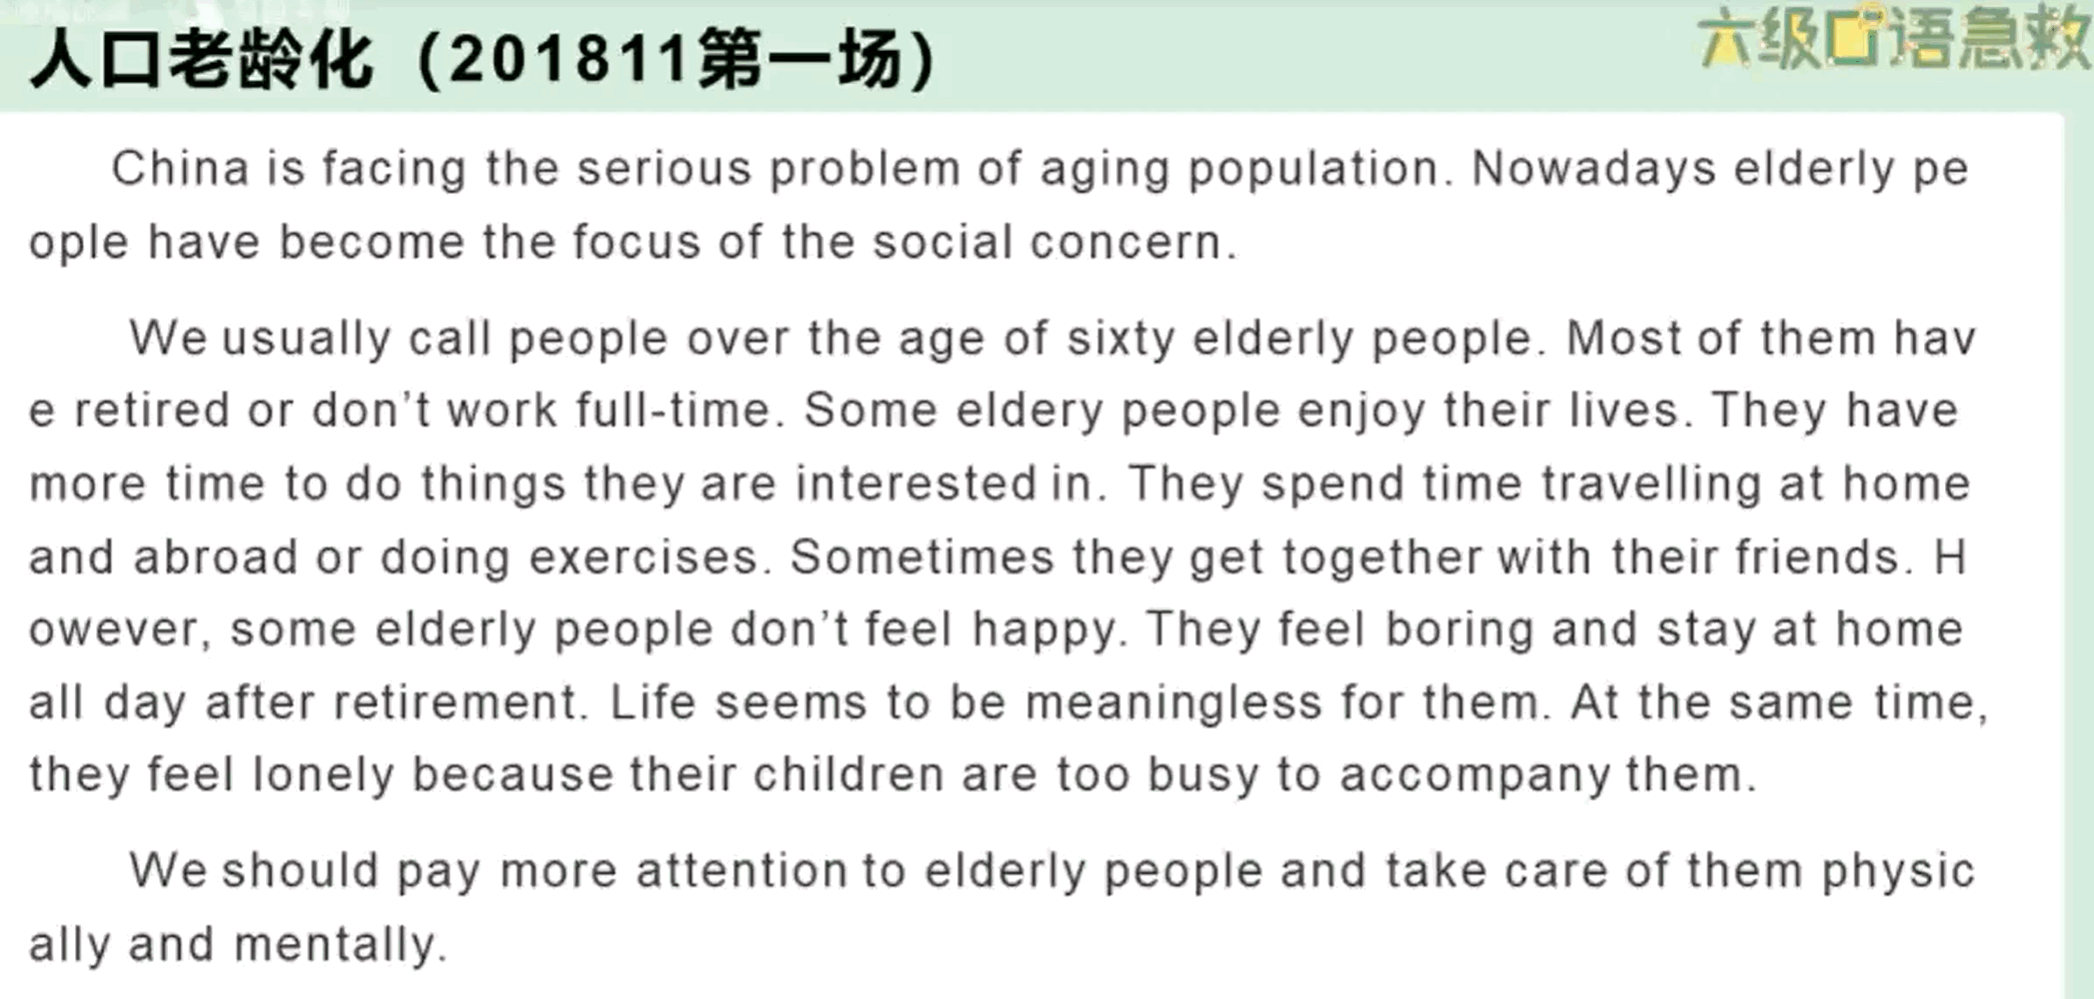 人口老龄化（201811第一场）
六级口语急救
China is facing the serious problem of aging population. Nowadays elderly pe
ople have become the focus of the social concern.
We usually call people over the age of sixty elderly people. Most of them hav
e retired or don't work full-time. Some eldery people enjoy their lives. They have
more time to do things they are interested in. They spend time travelling at home
and abroad or doing exercises. Sometimes they get together with their friends. H
owever, some elderly people don't feel happy. They feel boring and stay at home
all day after retirement. Life seems to be meaningless for them. At the same time,
they feel lonely because their children are too busy to accompany them.
We should pay more attention to elderly people and take care of them physic
ally and mentally.